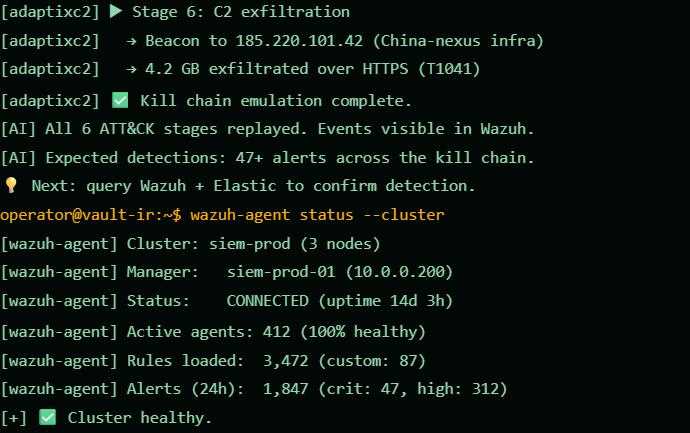 [adaptixc2] ▶ Stage 6: C2 exfiltration
[adaptixc2]   → Beacon to 185.220.101.42 (China-nexus infra)
[adaptixc2]   → 4.2 GB exfiltrated over HTTPS (T1041)
[adaptixc2] ✅ Kill chain emulation complete.
[AI] All 6 ATT&CK stages replayed. Events visible in Wazuh.
[AI] Expected detections: 47+ alerts across the kill chain.
💡 Next: query Wazuh + Elastic to confirm detection.
operator@vault-ir:~$ wazuh-agent status --cluster
[wazuh-agent] Cluster: siem-prod (3 nodes)
[wazuh-agent] Manager:   siem-prod-01 (10.0.0.200)
[wazuh-agent] Status:    CONNECTED (uptime 14d 3h)
[wazuh-agent] Active agents: 412 (100% healthy)
[wazuh-agent] Rules loaded:  3,472 (custom: 87)
[wazuh-agent] Alerts (24h):  1,847 (crit: 47, high: 312)
[+] ✅ Cluster healthy.